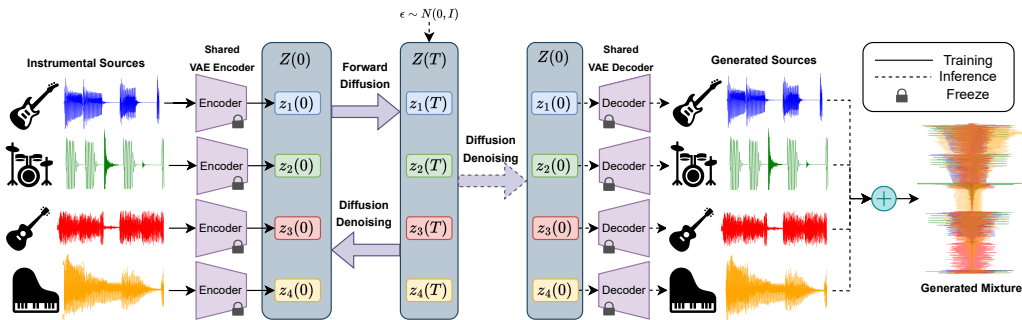 ϵ ∼ N(0, I)
Instrumental Sources
Shared
VAE Encoder
Z(0)
Forward
Diffusion
Z(T)
Z(0)
Shared
VAE Decoder
Generated Sources
Training
Inference
Freeze
Encoder
z₁(0)
z₁(T)
z₁(0)
Decoder
Encoder
z₂(0)
z₂(T)
Diffusion
Denoising
z₂(0)
Decoder
Encoder
z₃(0)
Diffusion
Denoising
z₃(T)
z₃(0)
Decoder
Encoder
z₄(0)
z₄(T)
z₄(0)
Decoder
+
Generated Mixture